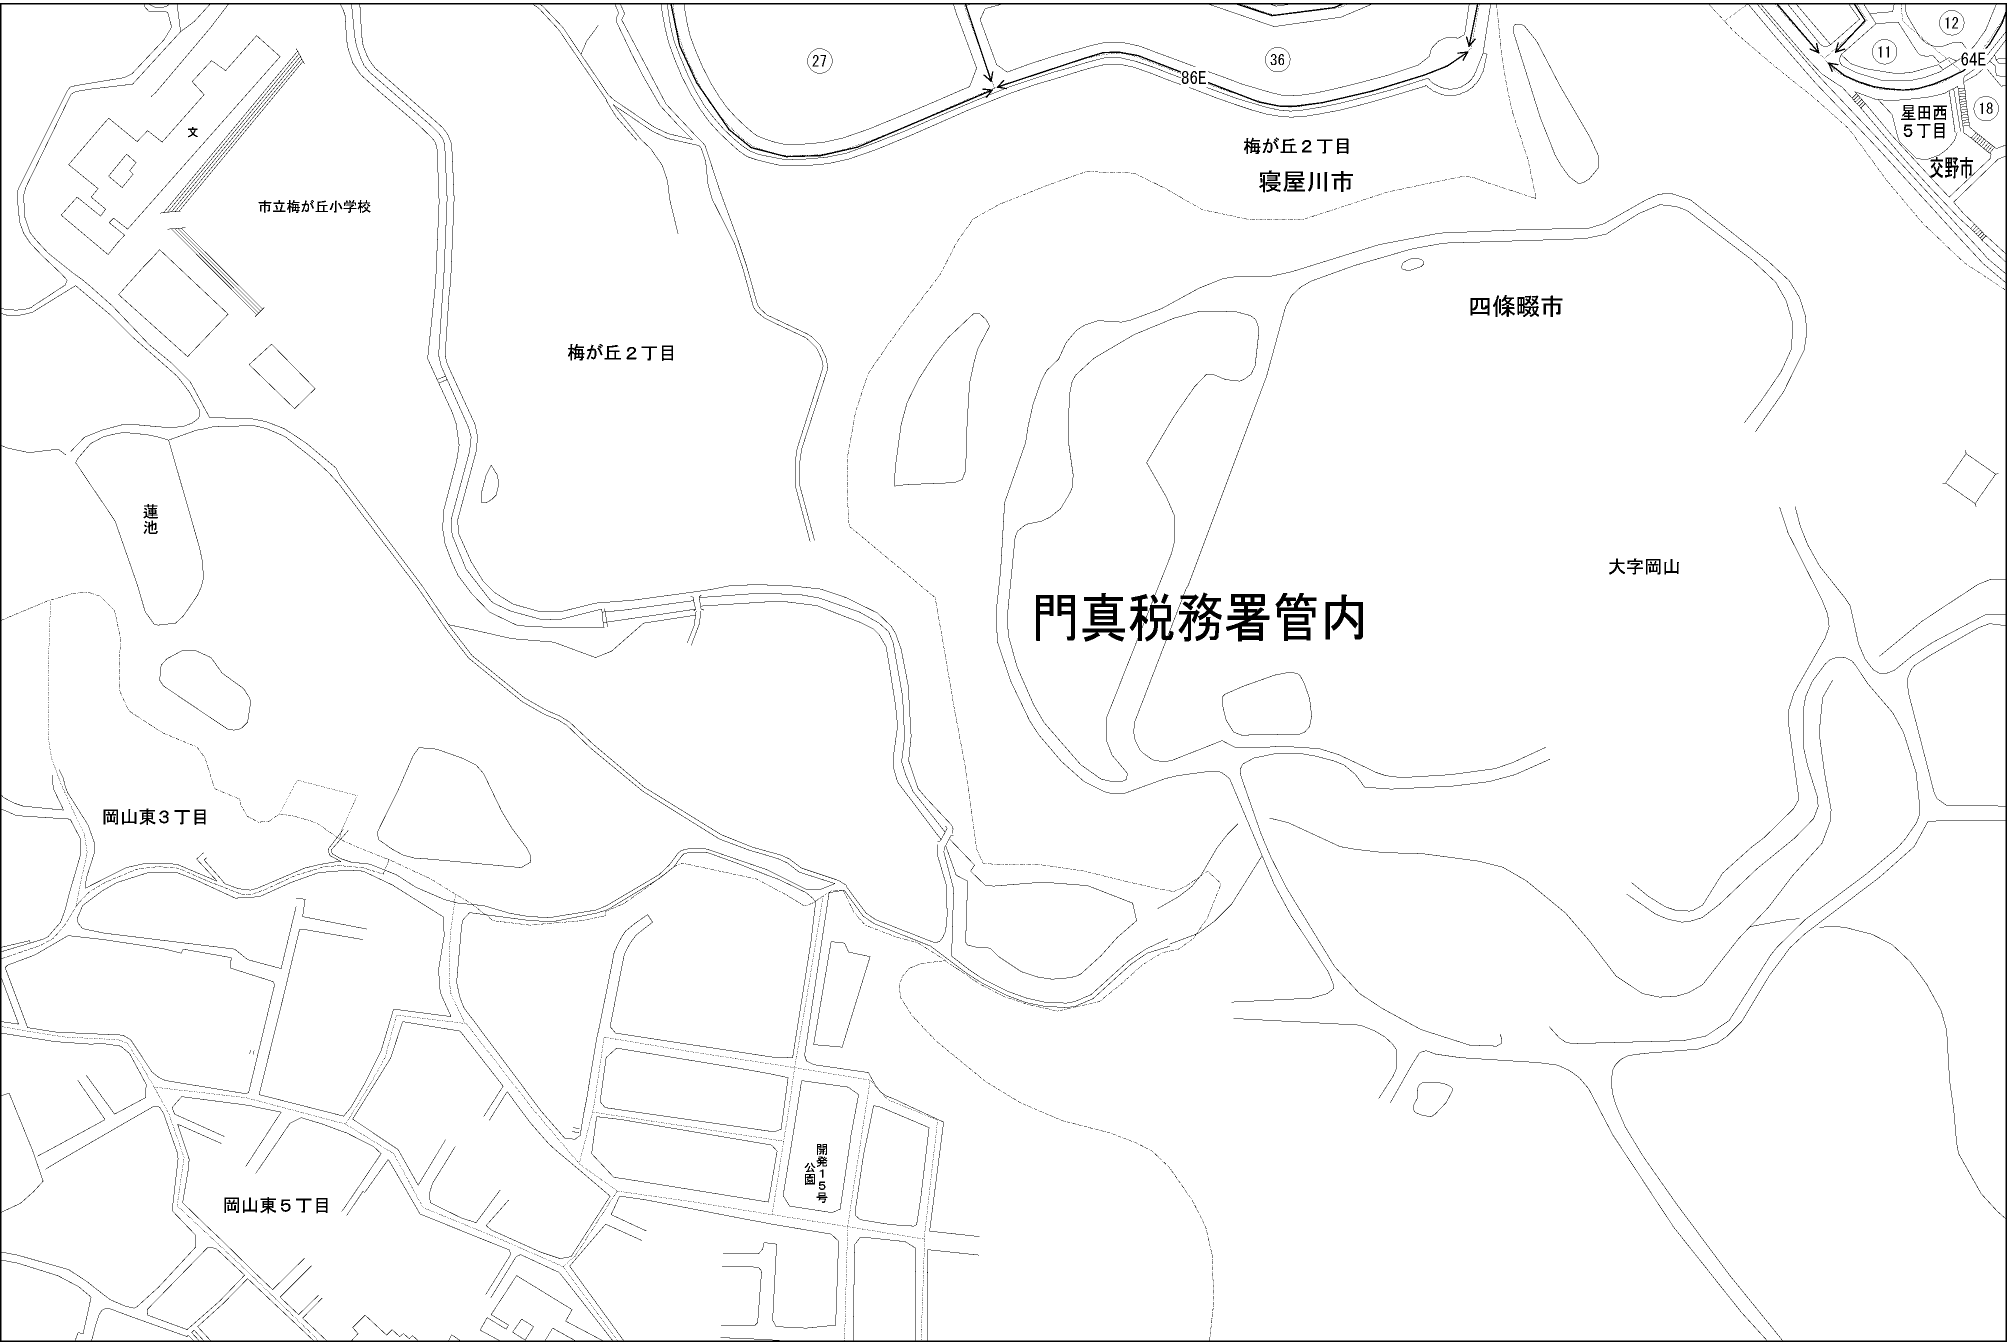 27
36
86E
12
11
64E
18
星田西
5丁目
交野市
文
市立梅が丘小学校
梅が丘2丁目
寝屋川市
四條畷市
梅が丘2丁目
蓮池
大字岡山
門真税務署管内
岡山東3丁目
開発15号
公園
岡山東5丁目